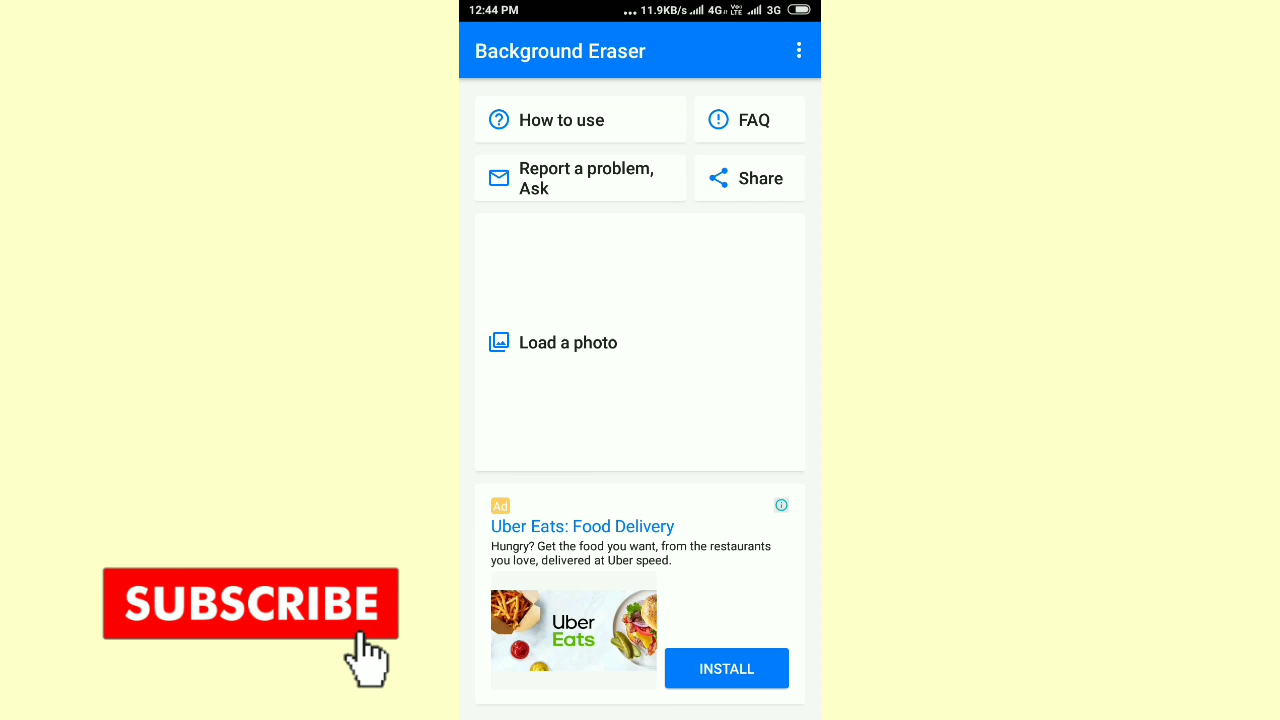 12:44 PM
... 11.9KB/s 4G Vo LTE 3G
Background Eraser
How to use
FAQ
Report a problem,
Ask
Share
Load a photo
Ad
Uber Eats: Food Delivery
Hungry? Get the food you want, from the restaurants
you love, delivered at Uber speed.
Uber
Eats
INSTALL
SUBSCRIBE